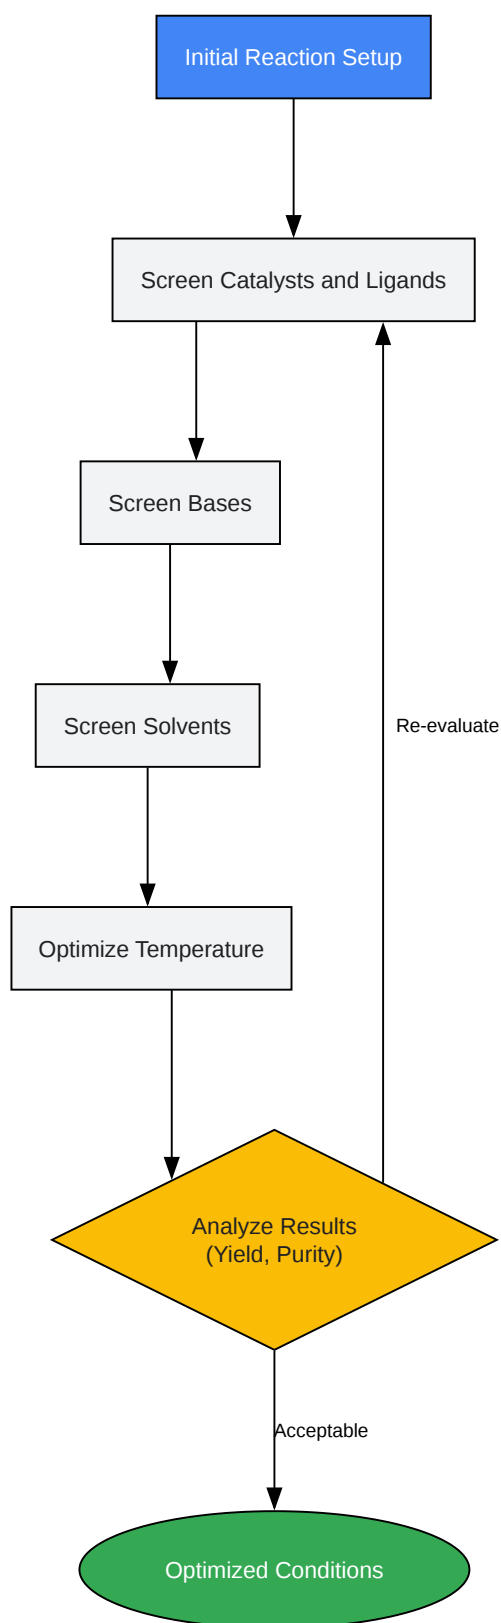 Initial Reaction Setup
Screen Catalysts and Ligands
Screen Bases
Screen Solvents
Re-evaluate
Optimize Temperature
Analyze Results
(Yield, Purity)
Acceptable
Optimized Conditions